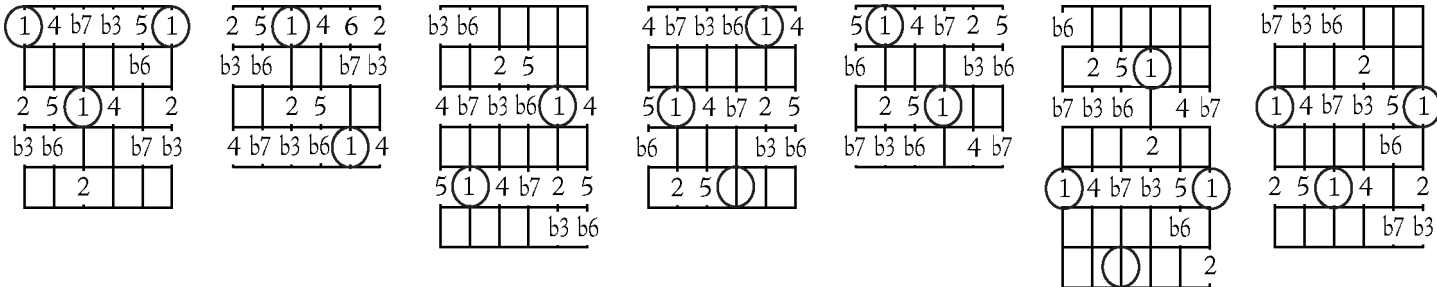 1 4 b7 b3 5 1
b6
2 5 1 4 2
b3 b6 b7 b3
2
2 5 1 4 6 2
b3 b6 b7 b3
2 5
4 b7 b3 b6 1 4
b3 b6
2 5
4 b7 b3 b6 1 4
5 1 4 b7 2 5
b3 b6
4 b7 b3 b6 1 4
5 1 4 b7 2 5
b6 b3 b6
2 5
5 1 4 b7 2 5
b6 b3 b6
2 5 1
b7 b3 b6 4 b7
b6
2 5 1
b7 b3 b6 4 b7
2
1 4 b7 b3 5 1
b6
2
b7 b3 b6
2
1 4 b7 b3 5 1
b6
2 5 1 4 2
b7 b3